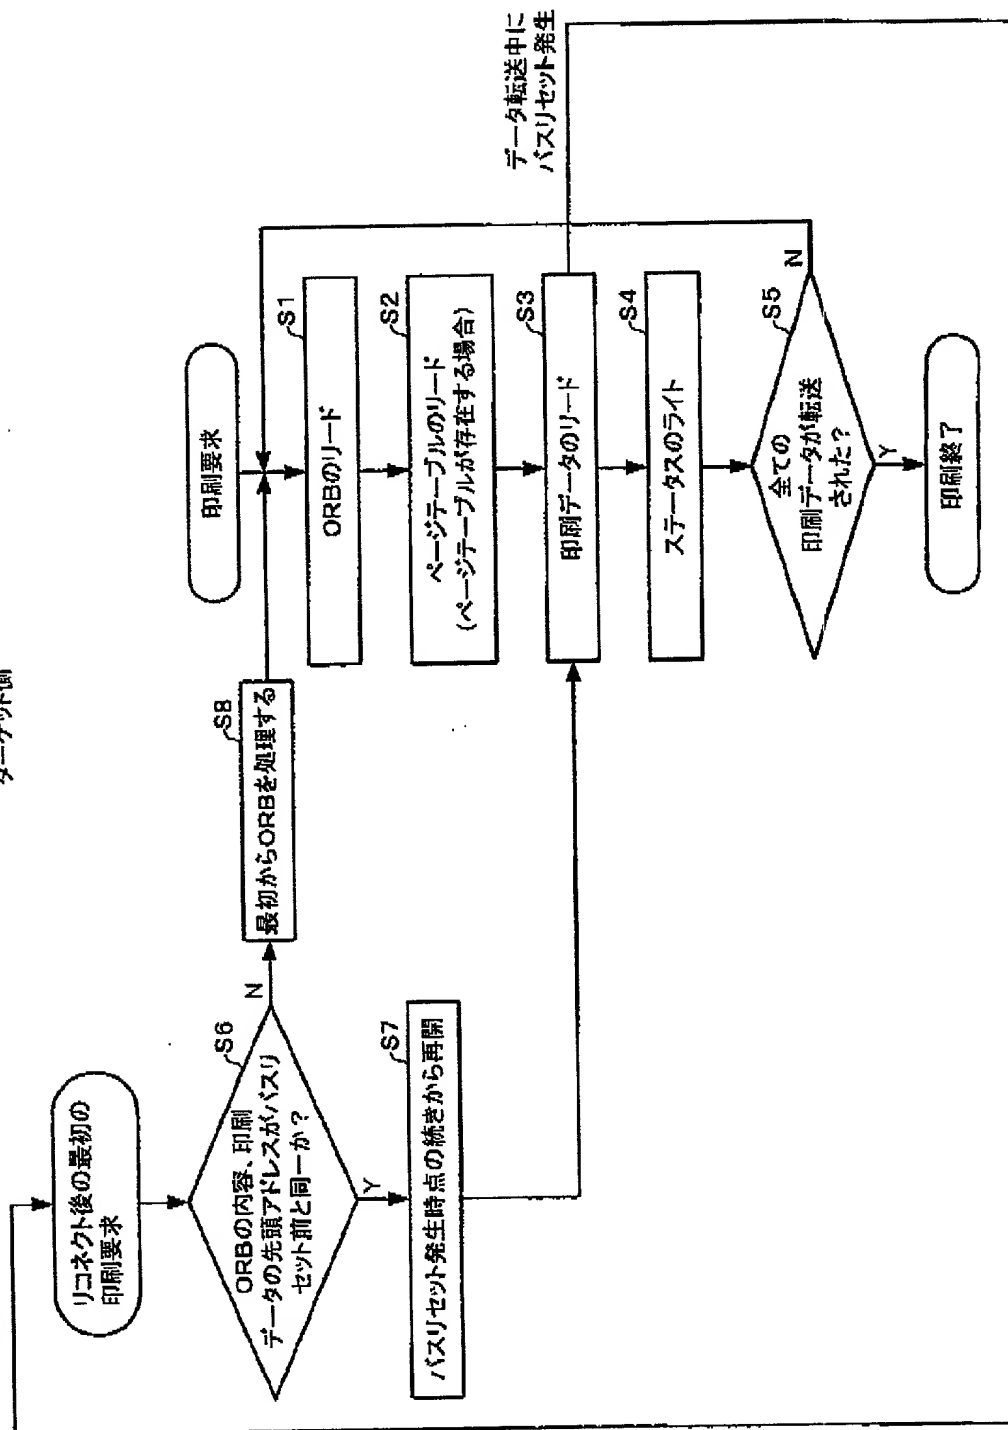 ターゲット側
リコネクト後の最初の
印刷要求
S6
ORBの内容、印刷
データの先頭アドレスがバスリ
セット前と同一か?
N
Y
S7
バスリセット発生時点の続きから再開
S8
最初からORBを処理する
印刷要求
S1
ORBのリード
S2
ページテーブルのリード
(ページテーブルが存在する場合)
S3
印刷データのリード
データ転送中に
バスリセット発生
S4
ステータスのライト
S5
全ての
印刷データが転送
された?
N
Y
印刷終了